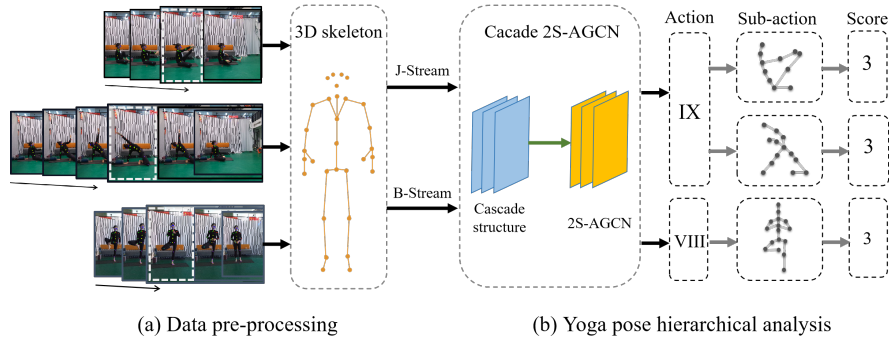 3D skeleton
J-Stream
B-Stream
Cacade 2S-AGCN
Cascade
structure
2S-AGCN
Action
Sub-action
Score
IX
3
3
VIII
3
(a) Data pre-processing
(b) Yoga pose hierarchical analysis